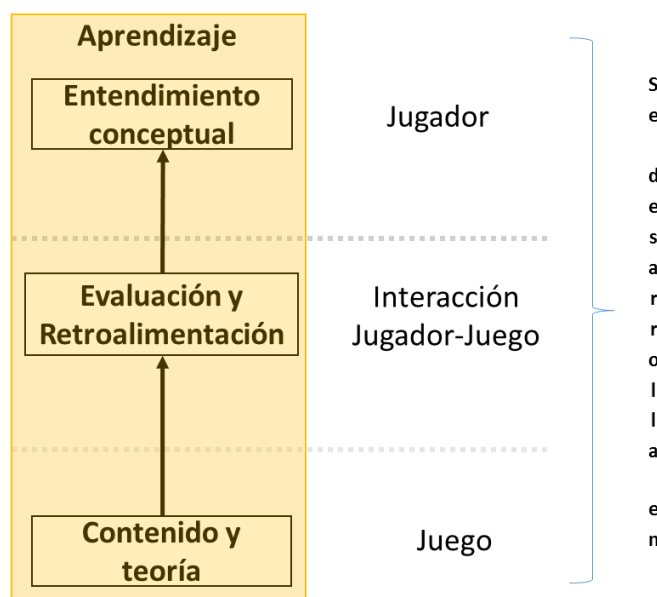 Aprendizaje
Entendimiento
conceptual
Jugador
Evaluación y
Retroalimentación
Interacción
Jugador-Juego
Contenido y
teoría
Juego
S
e
d
e
s
a
r
r
o
l
l
a
e
n